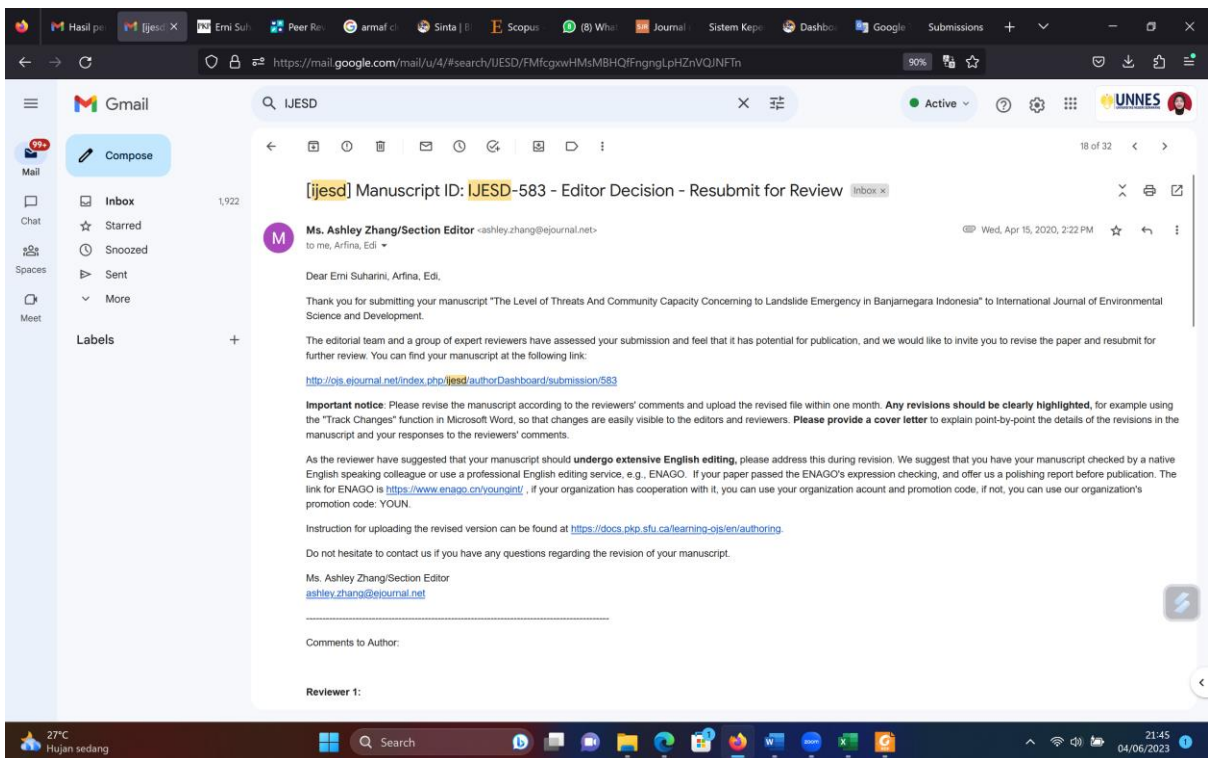 Hasil pe
[ijesd
Erni Suh
Peer Rev
armaf cl
Sinta | B
Scopus
(8) What
Journal
Sistem Kepe
Dashbo
Google
Submissions
https://mail.google.com/mail/u/4/#search/IJESD/FMfcgxwHMsMBHQfFngngLpHZnVQJNFTn
90%
Gmail
IJESD
Active
UNNES
99+
Mail
Chat
Spaces
Meet
Compose
Inbox 1,922
Starred
Snoozed
Sent
More
Labels
18 of 32
[ijesd] Manuscript ID: IJESD-583 - Editor Decision - Resubmit for Review Inbox ×
M
Ms. Ashley Zhang/Section Editor <ashley.zhang@ejournal.net>
Wed, Apr 15, 2020, 2:22 PM
to me, Arfina, Edi
Dear Erni Suharini, Arfina, Edi,
Thank you for submitting your manuscript "The Level of Threats And Community Capacity Concerning to Landslide Emergency in Banjarnegara Indonesia" to International Journal of Environmental
Science and Development.
The editorial team and a group of expert reviewers have assessed your submission and feel that it has potential for publication, and we would like to invite you to revise the paper and resubmit for
further review. You can find your manuscript at the following link:
http://ojs.ejournal.net/index.php/ijesd/authorDashboard/submission/583
Important notice: Please revise the manuscript according to the reviewers' comments and upload the revised file within one month. Any revisions should be clearly highlighted, for example using
the "Track Changes" function in Microsoft Word, so that changes are easily visible to the editors and reviewers. Please provide a cover letter to explain point-by-point the details of the revisions in the
manuscript and your responses to the reviewers' comments.
As the reviewer have suggested that your manuscript should undergo extensive English editing, please address this during revision. We suggest that you have your manuscript checked by a native
English speaking colleague or use a professional English editing service, e.g., ENAGO. If your paper passed the ENAGO's expression checking, and offer us a polishing report before publication. The
link for ENAGO is https://www.enago.cn/youngint/ , if your organization has cooperation with it, you can use your organization acount and promotion code, if not, you can use our organization's
promotion code: YOUN.
Instruction for uploading the revised version can be found at https://docs.pkp.sfu.ca/learning-ojs/en/authoring.
Do not hesitate to contact us if you have any questions regarding the revision of your manuscript.
Ms. Ashley Zhang/Section Editor
ashley.zhang@ejournal.net
Comments to Author:
Reviewer 1:
27°C
Hujan sedang
Search
21:45
04/06/2023